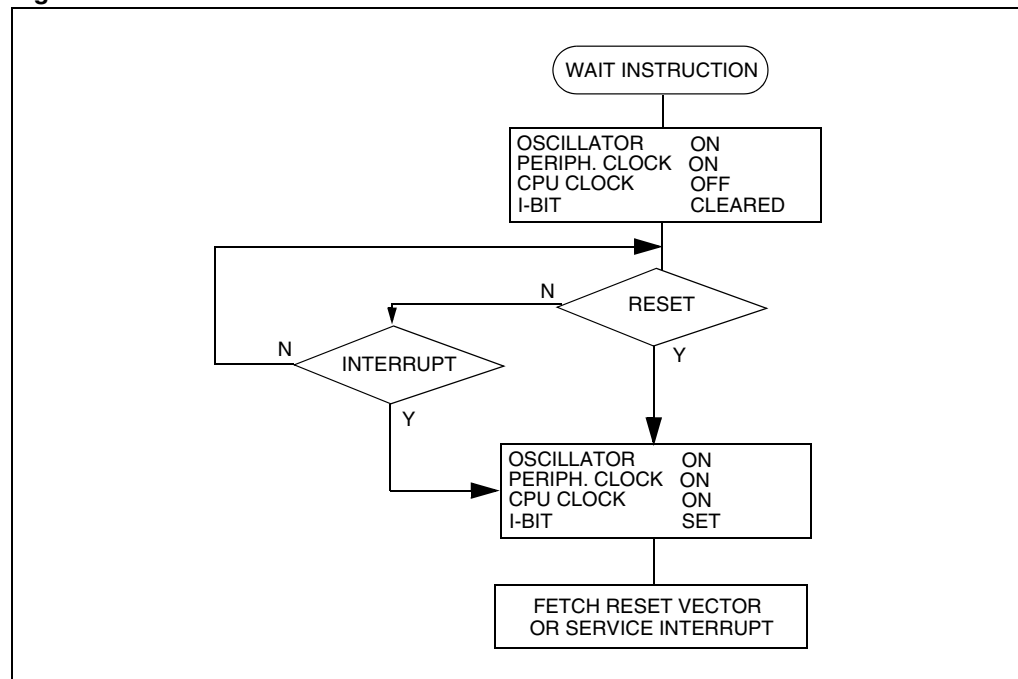 WAIT INSTRUCTION
OSCILLATOR ON
PERIPH. CLOCK ON
CPU CLOCK OFF
I-BIT CLEARED
N
RESET
Y
N
INTERRUPT
Y
OSCILLATOR ON
PERIPH. CLOCK ON
CPU CLOCK ON
I-BIT SET
FETCH RESET VECTOR
OR SERVICE INTERRUPT